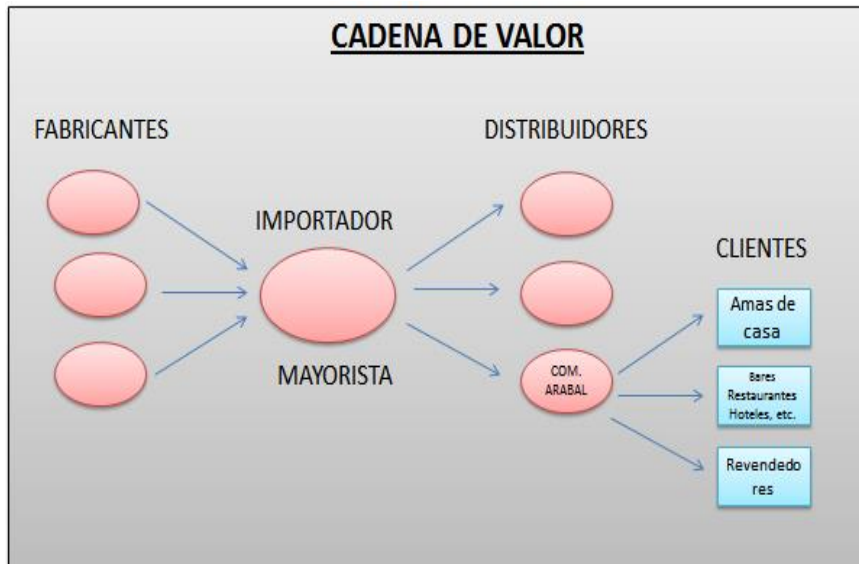 CADENA DE VALOR
FABRICANTES
DISTRIBUIDORES
IMPORTADOR
MAYORISTA
COM.
ARABAL
CLIENTES
Amas de
casa
Bares
Restaurantes
Hoteles, etc.
Revendedo
res